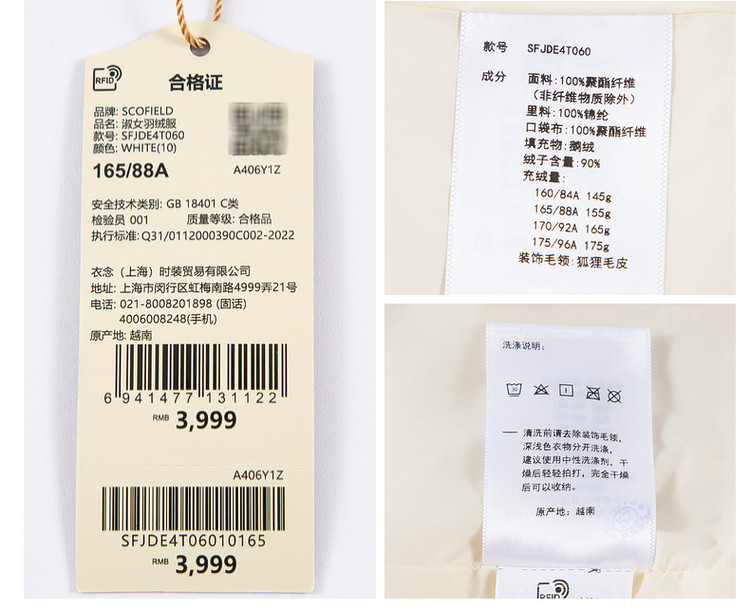 RFID
合格证
品牌: SCOFIELD
品名: 淑女羽绒服
款号: SFJDE4T060
颜色: WHITE(10)
165/88A
A406Y1Z
安全技术类别: GB 18401 C类
检验员 001 质量等级: 合格品
执行标准: Q31/0112000390C002-2022
衣念（上海）时装贸易有限公司
地址: 上海市闵行区虹梅南路4999弄21号
电话: 021-8008201898 (固话)
4006008248(手机)
原产地: 越南
6 941477 131122
RMB 3,999
A406Y1Z
SFJDE4T06010165
RMB 3,999
款号 SFJDE4T060
成分 面料:100%聚酯纤维
（非纤维物质除外）
里料:100%锦纶
口袋布:100%聚酯纤维
填充物:鹅绒
绒子含量:90%
充绒量:
160/84A 145g
165/88A 155g
170/92A 165g
175/96A 175g
装饰毛领:狐狸毛皮
洗涤说明:
30
— 清洗前请去除装饰毛领，
深浅色衣物分开洗涤，
建议使用中性洗涤剂，干
燥后轻轻拍打，完全干燥
后可以收纳。
原产地: 越南
RFID